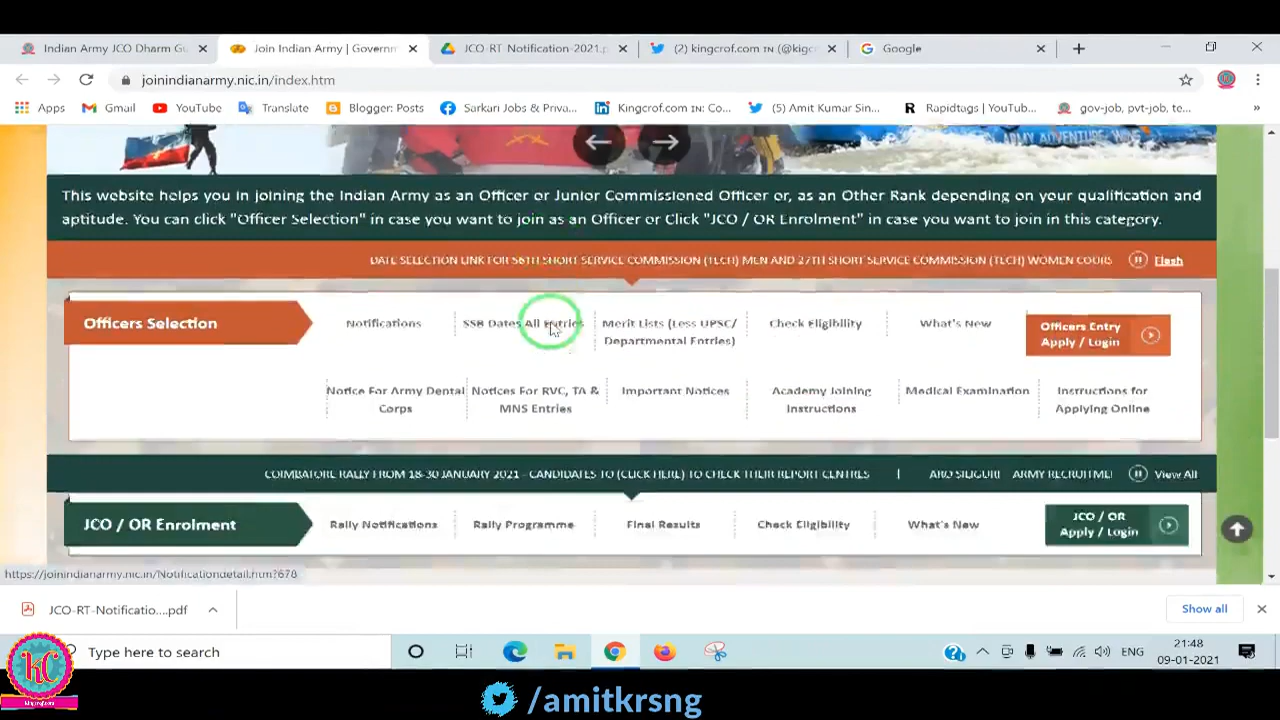 Indian Army JCO Dharm Gu
Join Indian Army | Governm
JCO-RT Notification-2021.p
(2) kingcrof.com IN (@kigc
Google
joinindianarmy.nic.in/index.htm
Apps
Gmail
YouTube
Translate
Blogger: Posts
Sarkari Jobs & Priva...
Kingcrof.com IN: Co...
(5) Amit Kumar Sin...
Rapidtags | YouTub...
gov-job, pvt-job, te...
»
ARMY ADVENTURE WING
This website helps you in joining the Indian Army as an Officer or Junior Commissioned Officer or, as an Other Rank depending on your qualification and
aptitude. You can click "Officer Selection" in case you want to join as an Officer or Click "JCO / OR Enrolment" in case you want to join in this category.
DATE SELECTION LINK FOR 56TH SHORT SERVICE COMMISSION (TECH) MEN AND 27TH SHORT SERVICE COMMISSION (TECH) WOMEN COURS
Flash
Officers Selection
Notifications
SSB Dates All Entries
Merit Lists (Less UPSC/
Departmental Entries)
Check Eligibility
What's New
Officers Entry
Apply / Login
Notice For Army Dental
Corps
Notices For RVC, TA &
MNS Entries
Important Notices
Academy Joining
Instructions
Medical Examination
Instructions for
Applying Online
COIMBATORE RALLY FROM 18-30 JANUARY 2021 - CANDIDATES TO (CLICK HERE) TO CHECK THEIR REPORT CENTRES | ARO SILIGURI ARMY RECRUITME
View All
JCO / OR Enrolment
Rally Notifications
Rally Programme
Final Results
Check Eligibility
What's New
JCO / OR
Apply / Login
https://joinindianarmy.nic.in/Notificationdetail.htm?678
JCO-RT-Notificatio....pdf
Show all
Type here to search
ENG
21:48
09-01-2021
KC
kingcrof.com
/amitkrsng